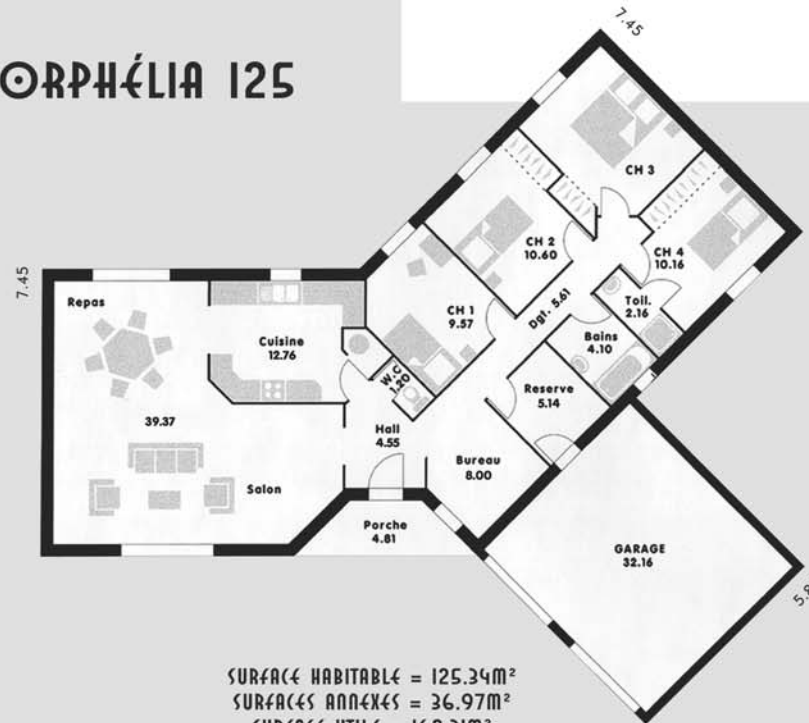 ORPHÉLIA 125
7.45
7.45
Repas
39.37
Salon
Cuisine
12.76
W.C
1.20
Hall
4.55
Porche
4.81
Bureau
8.00
CH 1
9.57
CH 2
10.60
CH 3
CH 4
10.16
Dgt. 5.61
Toil.
2.16
Bains
4.10
Reserve
5.14
GARAGE
32.16
SURFACE HABITABLE = 125.34M²
SURFACES ANNEXES = 36.97M²